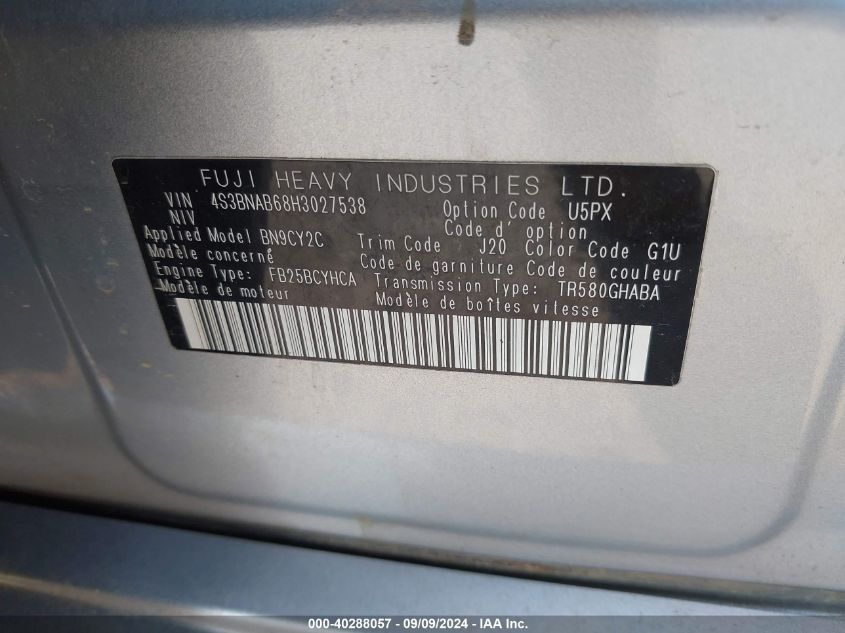 FUJI HEAVY INDUSTRIES LTD.
VIN 4S3BNAB68H3027538 Option Code U5PX
NIV Code d'option
Applied Model BN9CY2C Trim Code J20 Color Code G1U
Modèle concerné Code de garniture Code de couleur
Engine Type: FB25BCYHCA Transmission Type: TR580GHABA
Modèle de moteur Modèle de boîtes vitesse
000-40288057 - 09/09/2024 - IAA Inc.